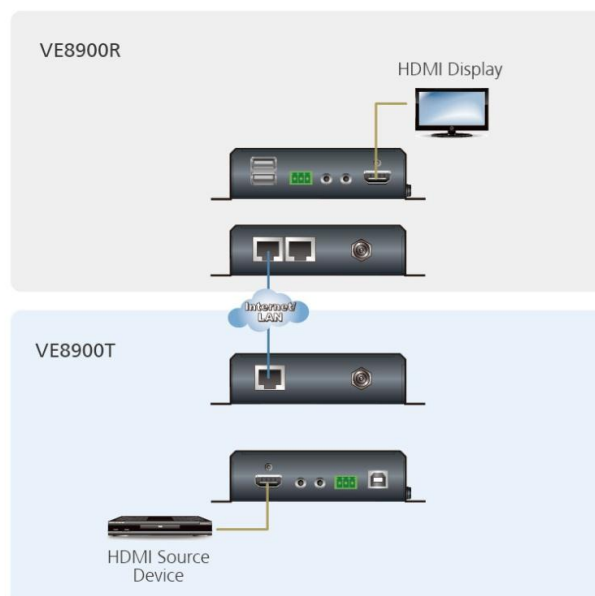 VE8900R
HDMI Display
Internet/
LAN
VE8900T
HDMI Source
Device